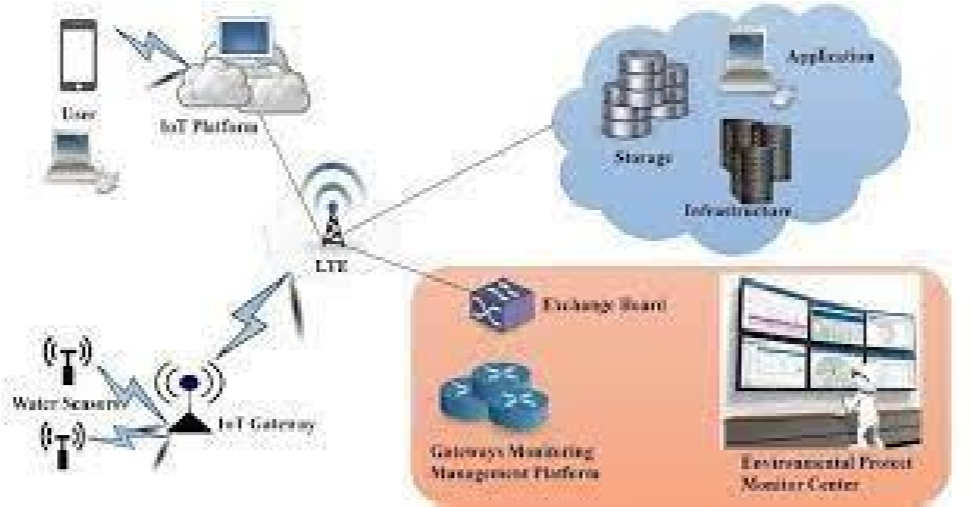 User
IoT Platform
Application
Storage
Infrastructure
LTE
Exchange Board
Water Sensores
IoT Gateway
Gateways Monitoring
Management Platform
Environmental Protect
Monitor Center